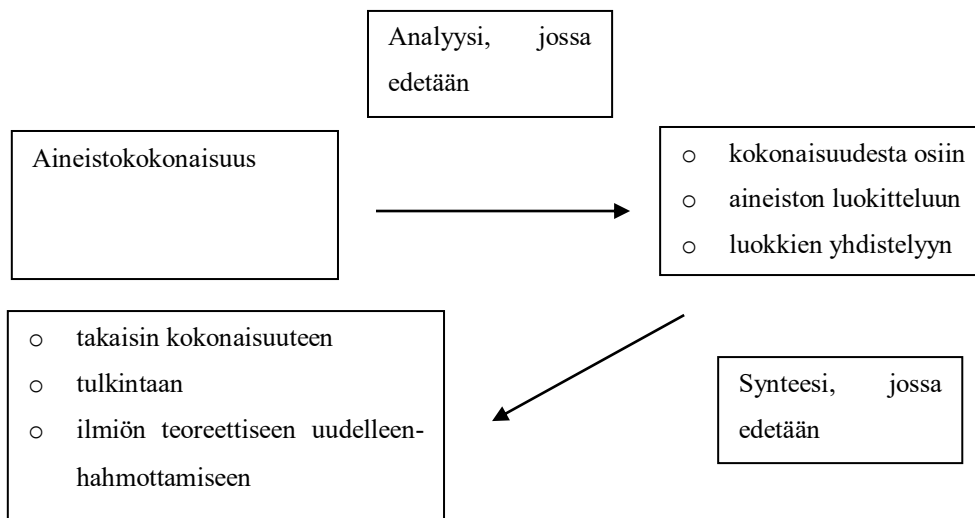 Analyysi, jossa
edetään
Aineistokokonaisuus
o kokonaisuudesta osiin
o aineiston luokitteluun
o luokkien yhdistelyyn
o takaisin kokonaisuuteen
o tulkintaan
o ilmiön teoreettiseen uudelleen-
hahmottamiseen
Synteesi, jossa
edetään